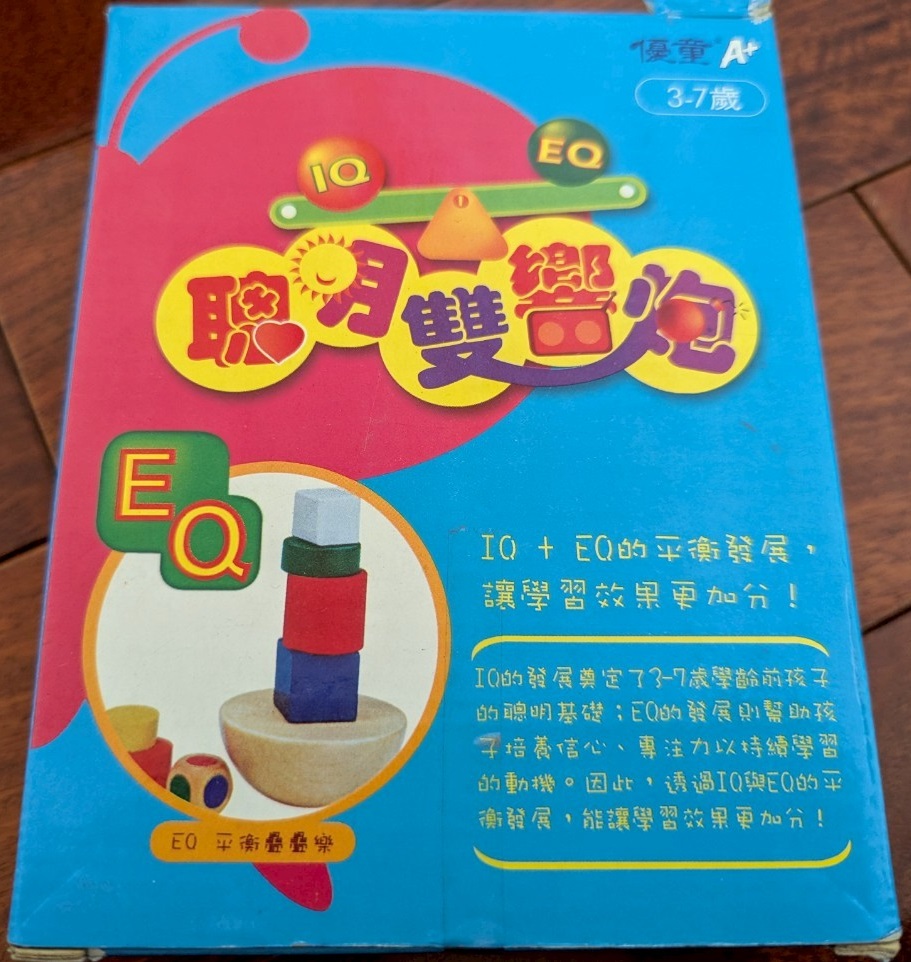 優童® A+
3-7歲
IQ
EQ
聰明雙響炮
EQ
IQ + EQ的平衡發展，
讓學習效果更加分！
IQ的發展奠定了3-7歲學齡前孩子
的聰明基礎；EQ的發展則幫助孩
子培養信心、專注力以持續學習
的動機。因此，透過IQ與EQ的平
衡發展，能讓學習效果更加分！
EQ 平衡疊疊樂